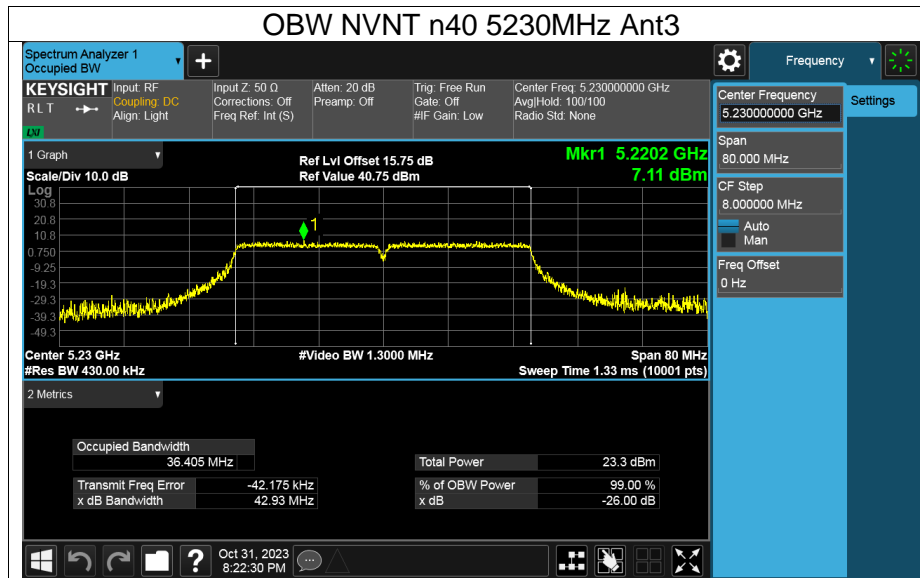 OBW NVNT n40 5230MHz Ant3
Spectrum Analyzer 1
Occupied BW
+
Frequency
KEYSIGHT
R L T
LXI
Input: RF
Coupling: DC
Align: Light
Input Z: 50 Ω
Corrections: Off
Freq Ref: Int (S)
Atten: 20 dB
Preamp: Off
Trig: Free Run
Gate: Off
#IF Gain: Low
Center Freq: 5.230000000 GHz
Avg|Hold: 100/100
Radio Std: None
Center Frequency
5.230000000 GHz
Settings
Span
80.000 MHz
CF Step
8.000000 MHz
Auto
Man
Freq Offset
0 Hz
1 Graph
Scale/Div 10.0 dB
Ref Lvl Offset 15.75 dB
Ref Value 40.75 dBm
Mkr1 5.2202 GHz
7.11 dBm
Log
30.8
20.8
10.8
0.750
-9.25
-19.3
-29.3
-39.3
-49.3
1
Center 5.23 GHz
#Res BW 430.00 kHz
#Video BW 1.3000 MHz
Span 80 MHz
Sweep Time 1.33 ms (10001 pts)
2 Metrics
Occupied Bandwidth
36.405 MHz
Total Power 23.3 dBm
Transmit Freq Error -42.175 kHz
% of OBW Power 99.00 %
x dB Bandwidth 42.93 MHz
x dB -26.00 dB
?
Oct 31, 2023
8:22:30 PM